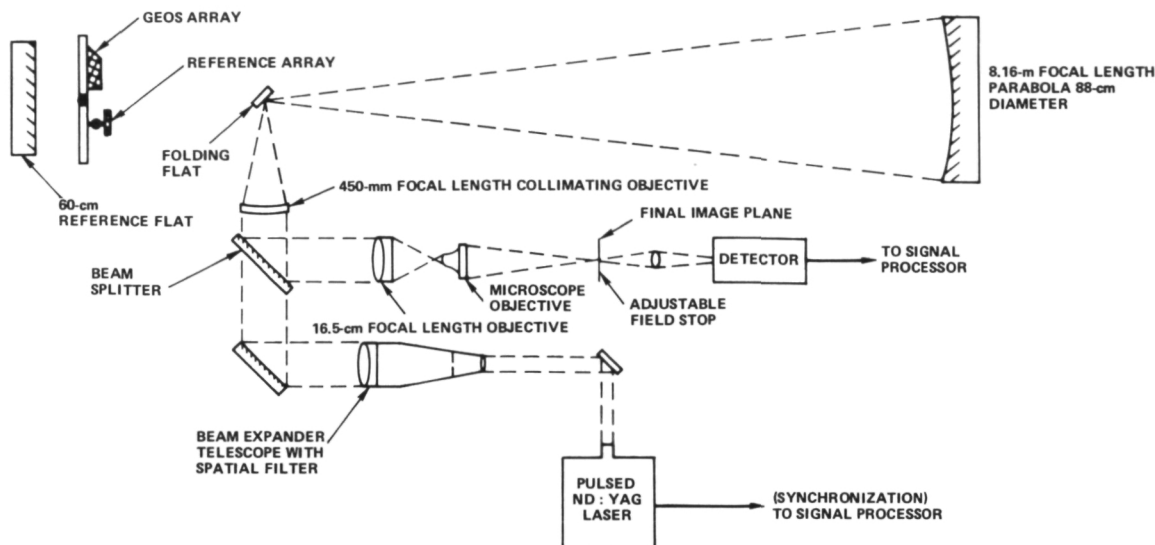 GEOS ARRAY
REFERENCE ARRAY
8.16-m FOCAL LENGTH
PARABOLA 88-cm
DIAMETER
FOLDING
FLAT
450-mm FOCAL LENGTH COLLIMATING OBJECTIVE
60-cm
REFERENCE FLAT
FINAL IMAGE PLANE
BEAM
SPLITTER
DETECTOR
TO SIGNAL
PROCESSOR
MICROSCOPE
OBJECTIVE
ADJUSTABLE
FIELD STOP
16.5-cm FOCAL LENGTH OBJECTIVE
BEAM EXPANDER
TELESCOPE WITH
SPATIAL FILTER
PULSED
ND : YAG
LASER
(SYNCHRONIZATION)
TO SIGNAL PROCESSOR